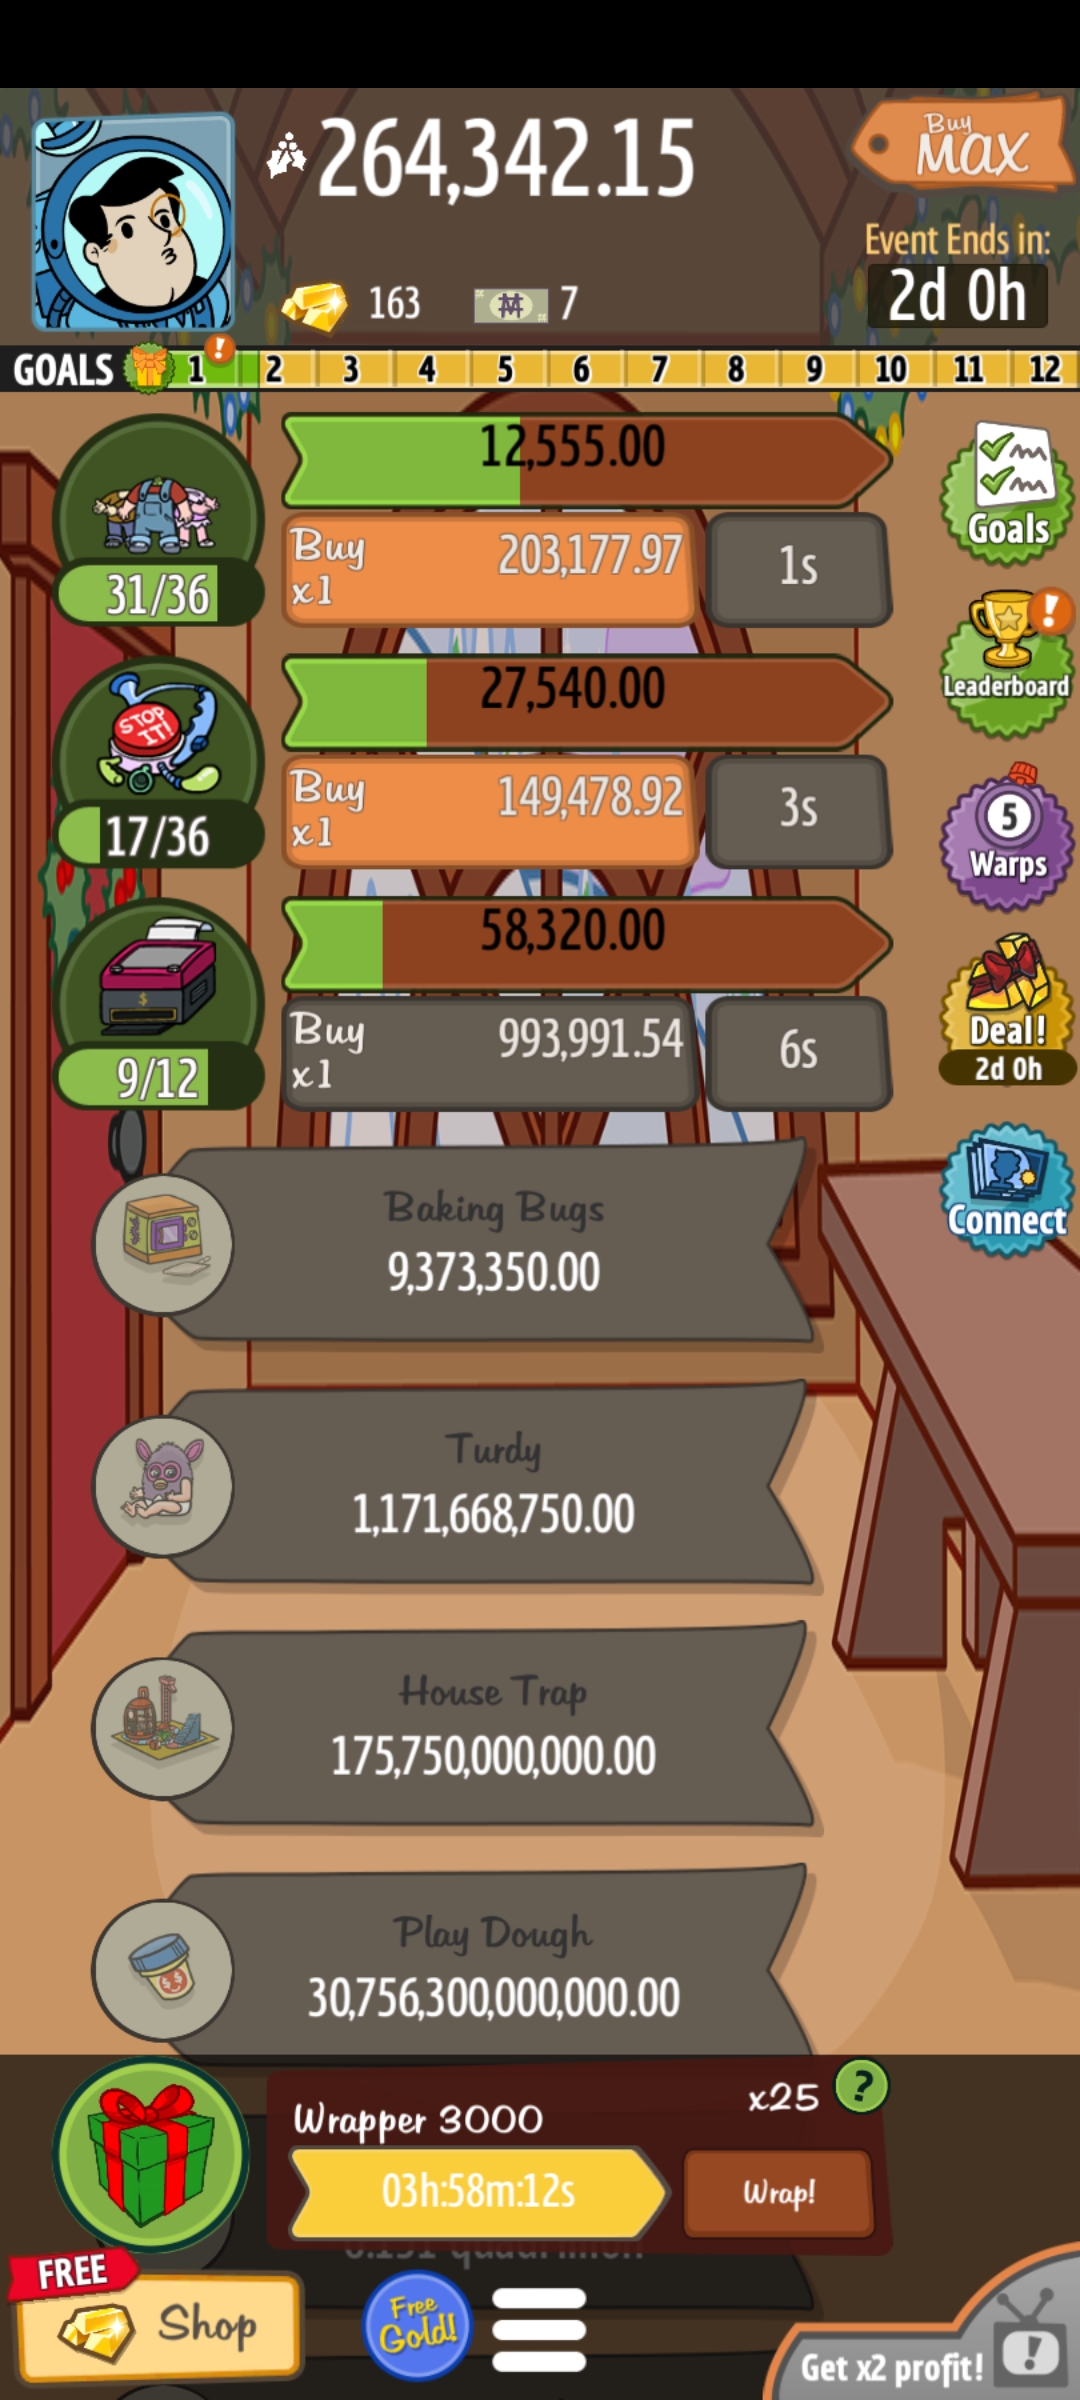 264,342.15
Buy
MAX
Event Ends in:
2d 0h
163
7
GOALS 1 ! 2 3 4 5 6 7 8 9 10 11 12
12,555.00
Buy
x1
203,177.97
1s
31/36
Goals
STOP
IT!
27,540.00
Buy
x1
149,478.92
3s
17/36
!
Leaderboard
58,320.00
Buy
x1
993,991.54
6s
$
9/12
5
Warps
Deal!
2d 0h
Connect
Baking Bugs
9,373,350.00
Turdy
1,171,668,750.00
House Trap
175,750,000,000.00
Play Dough
30,756,300,000,000.00
Wrapper 3000
x25
?
03h:58m:12s
Wrap!
FREE
Shop
Free
Gold!
Get x2 profit!
!